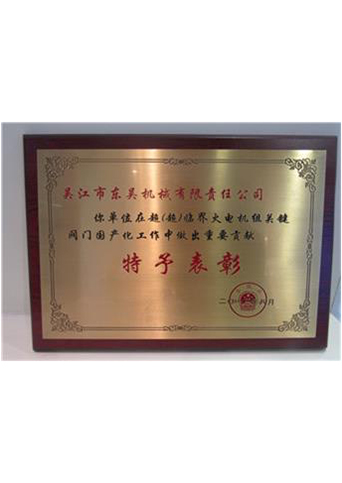 吴江市东吴机械有限责任公司
你单位在超(超)临界火电机组关键
阀门国产化工作中做出重要贡献
特予表彰
月